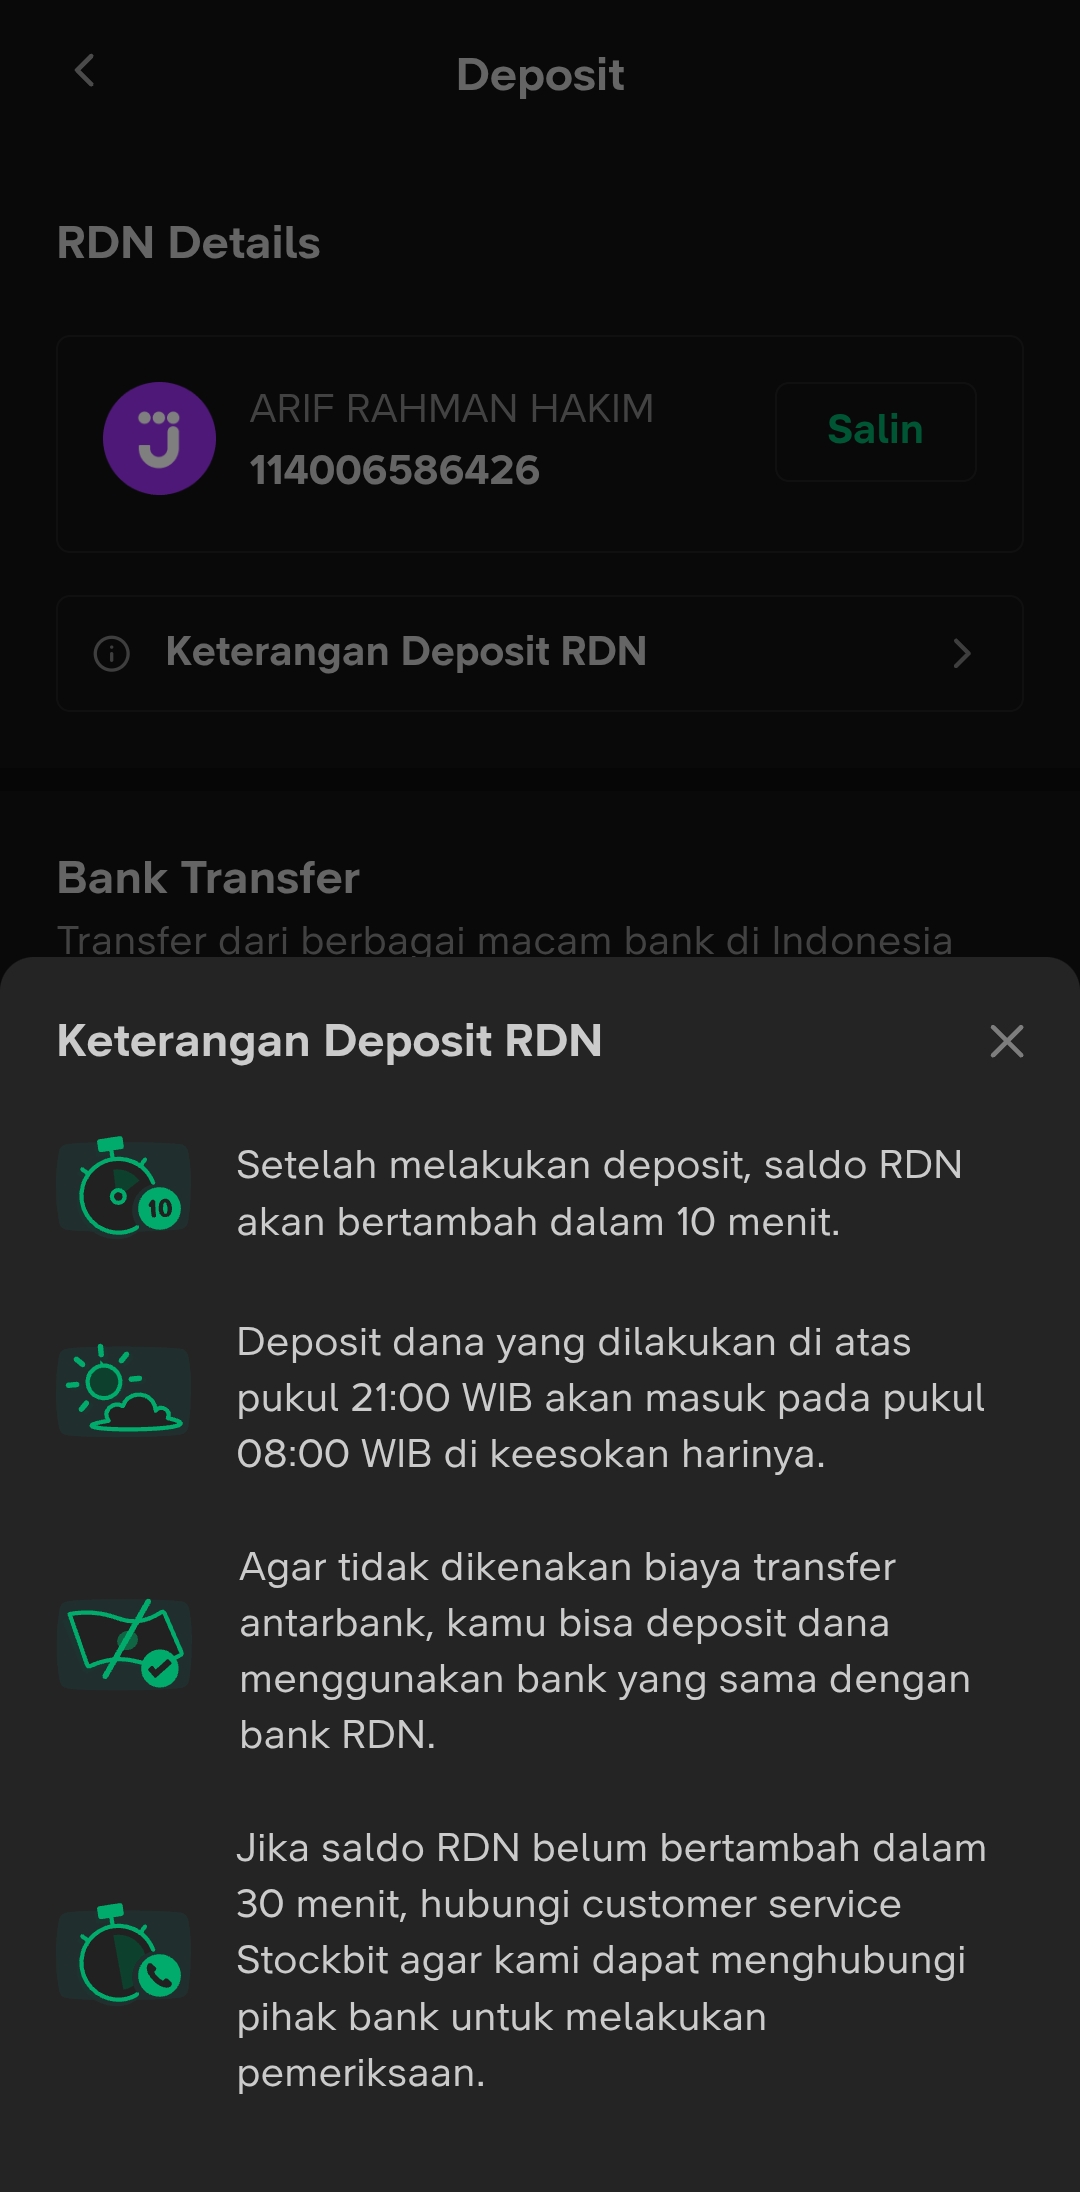 Deposit
RDN Details
ARIF RAHMAN HAKIM
114006586426
Salin
Keterangan Deposit RDN
Bank Transfer
Transfer dari berbagai macam bank di Indonesia
Keterangan Deposit RDN
10
Setelah melakukan deposit, saldo RDN
akan bertambah dalam 10 menit.
Deposit dana yang dilakukan di atas
pukul 21:00 WIB akan masuk pada pukul
08:00 WIB di keesokan harinya.
Agar tidak dikenakan biaya transfer
antarbank, kamu bisa deposit dana
menggunakan bank yang sama dengan
bank RDN.
Jika saldo RDN belum bertambah dalam
30 menit, hubungi customer service
Stockbit agar kami dapat menghubungi
pihak bank untuk melakukan
pemeriksaan.